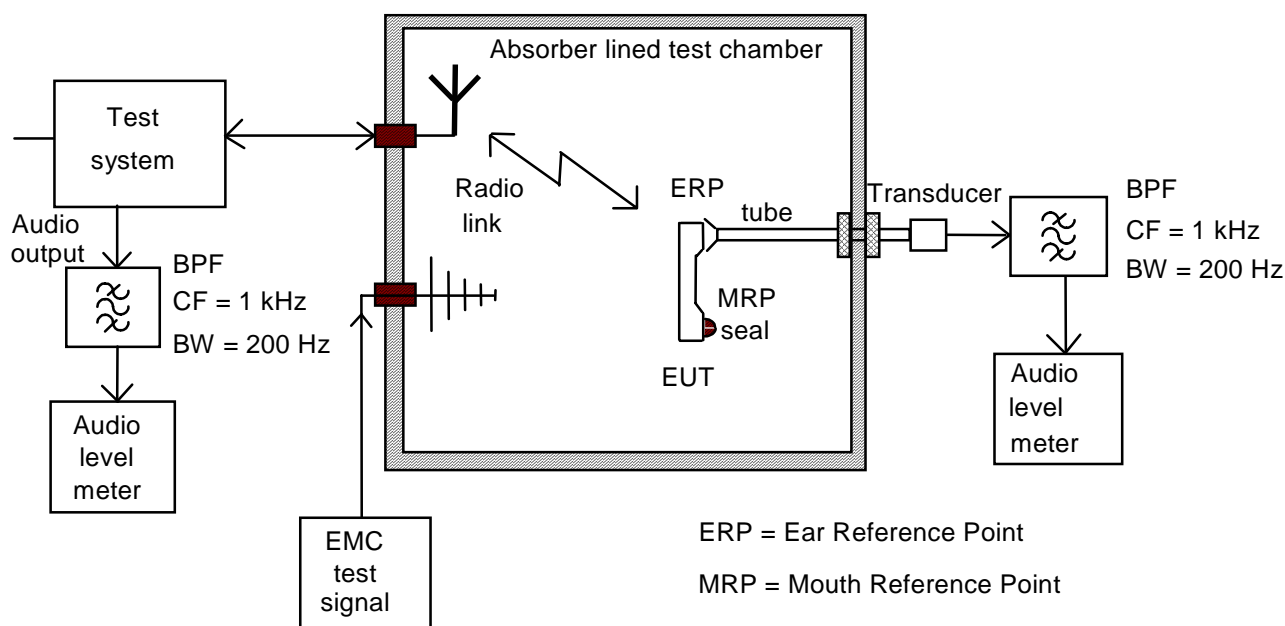 Absorber lined test chamber
Test
system
Audio
output
BPF
CF = 1 kHz
BW = 200 Hz
Audio
level
meter
EMC
test
signal
Radio
link
ERP
tube
MRP
seal
EUT
Transducer
BPF
CF = 1 kHz
BW = 200 Hz
Audio
level
meter
ERP = Ear Reference Point
MRP = Mouth Reference Point